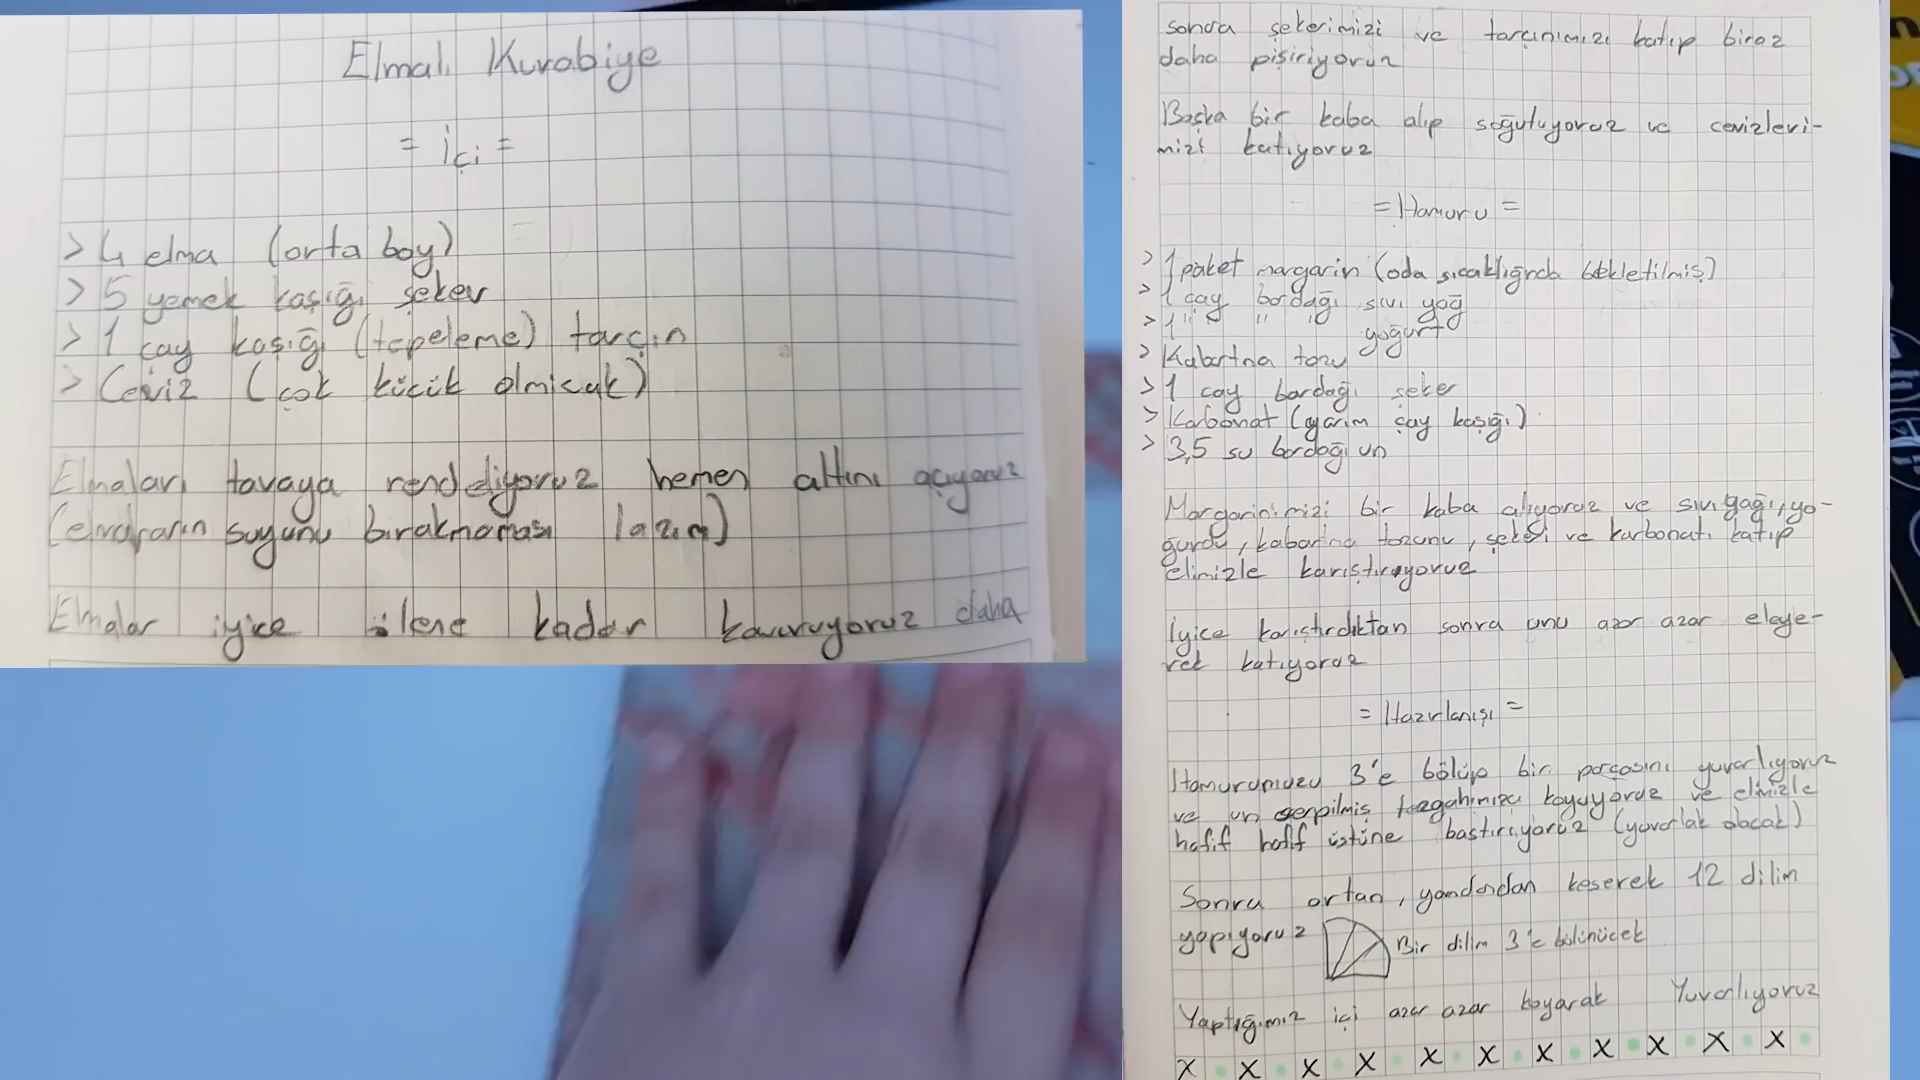 Elmalı Kurabiye
= İçi =
> 4 elma (orta boy)
> 5 yemek kaşığı şeker
> 1 çay kaşığı (tepeleme) tarçın
> Ceviz (çok küçük olmicak)
Elmaları tavaya rendeliyoruz hemen altını açıyoruz
(elmaların suyunu bırakmaması lazım)
Elmalar iyice ölene kadar kavuruyoruz daha
sonra şekerimizi ve tarçınımızı katıp biraz
daha pişiriyoruz
Başka bir kaba alıp soğutuyoruz ve cevizleri-
mizi katıyoruz
= Hamuru =
> 1 paket margarin (oda sıcaklığında bekletilmiş)
> 1 çay bardağı sıvı yağ
> 1 " " " yoğurt
> Kabartma tozu
> 1 çay bardağı şeker
> Karbonat (yarım çay kaşığı)
> 3,5 su bardağı un
Margarinimizi bir kaba alıyoruz ve sıvıyağı, yo-
ğurdu, kabartma tozunu, şekeri ve karbonatı katıp
elimizle karıştırıyoruz
İyice karıştırdıktan sonra unu azar azar eleye-
rek katıyoruz
= Hazırlanışı =
Hamurumuzu 3'e bölüp bir parçasını yuvarlıyoruz
ve un serpilmiş tezgahımıza koyuyoruz ve elimizle
hafif hafif üstüne bastırıyoruz (yuvarlak olacak)
Sonra ortan, yandandan keserek 12 dilim
yapıyoruz Bir dilim 3'e bölünücek
Yaptığımız içi azar azar koyarak Yuvarlıyoruz
x x x x x x x x x x x